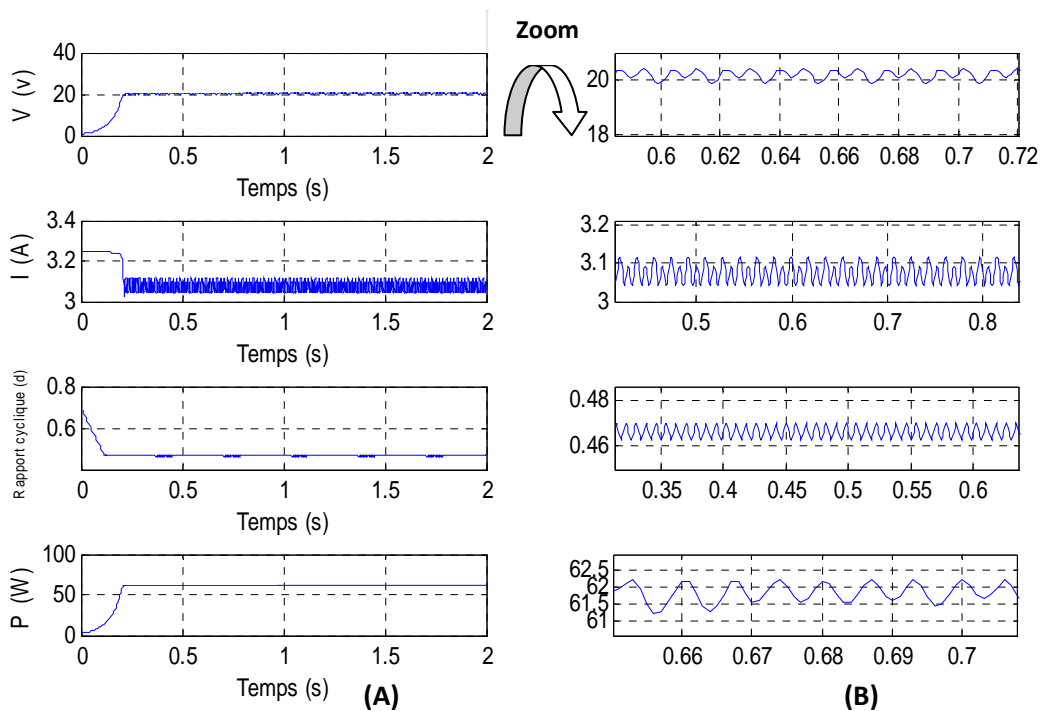 Zoom
V (v)
40
20
0
0 0.5 1 1.5 2
Temps (s)
20
18
0.6 0.62 0.64 0.66 0.68 0.7 0.72
I (A)
3.4
3.2
3
0 0.5 1 1.5 2
Temps (s)
3.2
3.1
3
0.5 0.6 0.7 0.8
Rapport cyclique (d)
0.8
0.6
0 0.5 1 1.5 2
Temps (s)
0.48
0.46
0.35 0.4 0.45 0.5 0.55 0.6
P (W)
100
50
0
0 0.5 1 1.5 2
Temps (s)
(A)
62.5
62
61.5
61
0.66 0.67 0.68 0.69 0.7
(B)